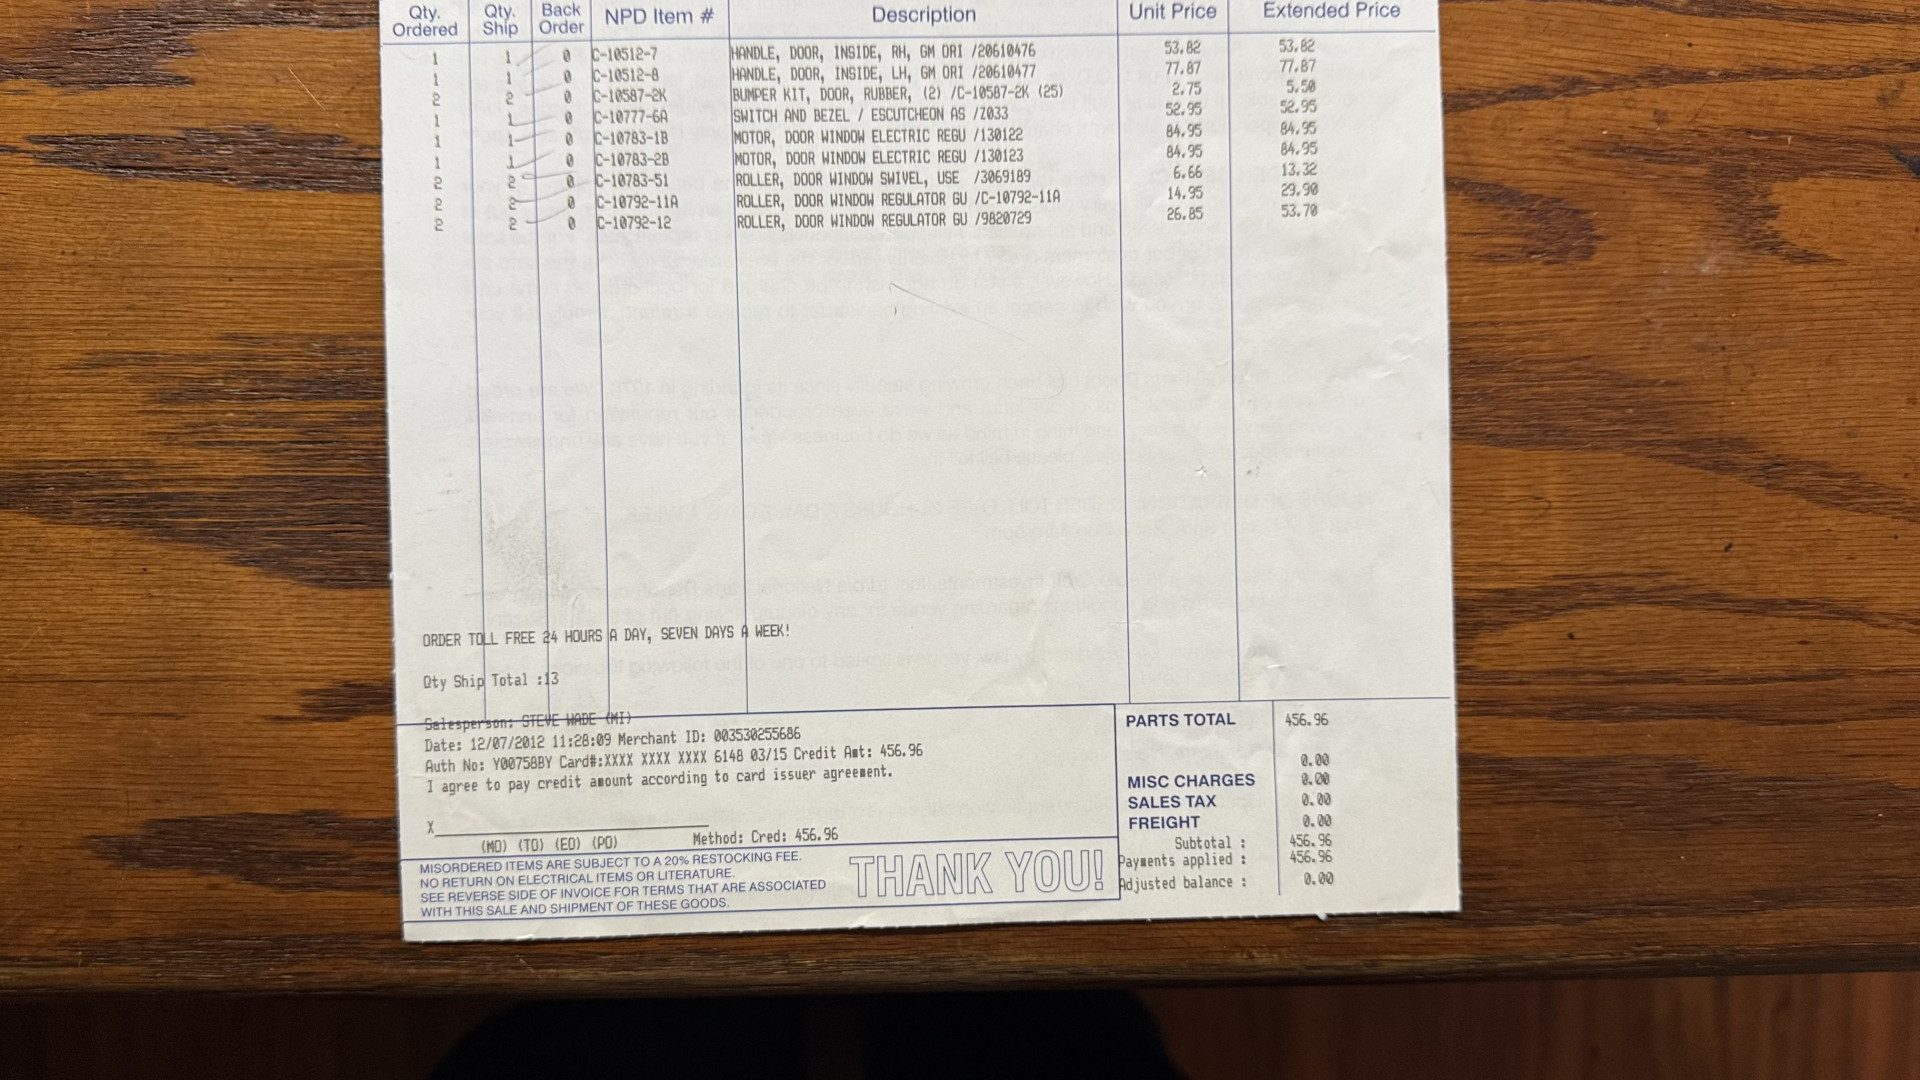 Qty. Ordered Qty. Ship Back Order NPD Item # Description Unit Price Extended Price
1 1 0 C-10512-7 HANDLE, DOOR, INSIDE, RH, GM ORI /20610476 53.82 53.82
1 1 0 C-10512-8 HANDLE, DOOR, INSIDE, LH, GM ORI /20610477 77.87 77.87
2 2 0 C-10587-2K BUMPER KIT, DOOR, RUBBER, (2) /C-10587-2K (25) 2.75 5.50
1 1 0 C-10777-6A SWITCH AND BEZEL / ESCUTCHEON AS /Z033 52.95 52.95
1 1 0 C-10783-1B MOTOR, DOOR WINDOW ELECTRIC REGU /130122 84.95 84.95
1 1 0 C-10783-2B MOTOR, DOOR WINDOW ELECTRIC REGU /130123 84.95 84.95
2 2 0 C-10783-51 ROLLER, DOOR WINDOW SWIVEL, USE /3069189 6.66 13.32
2 2 0 C-10792-11A ROLLER, DOOR WINDOW REGULATOR GU /C-10792-11A 14.95 29.90
2 2 0 C-10792-12 ROLLER, DOOR WINDOW REGULATOR GU /9820729 26.85 53.70
ORDER TOLL FREE 24 HOURS A DAY, SEVEN DAYS A WEEK!
Qty Ship Total :13
Salesperson: STEVE WADE (MI)
Date: 12/07/2012 11:28:09 Merchant ID: 003530255686
Auth No: Y00758BY Card#:XXXX XXXX XXXX 6148 03/15 Credit Amt: 456.96
I agree to pay credit amount according to card issuer agreement.
X
(MO) (TO) (EO) (PO) Method: Cred: 456.96
MISORDERED ITEMS ARE SUBJECT TO A 20% RESTOCKING FEE.
NO RETURN ON ELECTRICAL ITEMS OR LITERATURE.
SEE REVERSE SIDE OF INVOICE FOR TERMS THAT ARE ASSOCIATED
WITH THIS SALE AND SHIPMENT OF THESE GOODS.
THANK YOU!
PARTS TOTAL 456.96
0.00
MISC CHARGES 0.00
SALES TAX 0.00
FREIGHT 0.00
Subtotal : 456.96
Payments applied : 456.96
Adjusted balance : 0.00